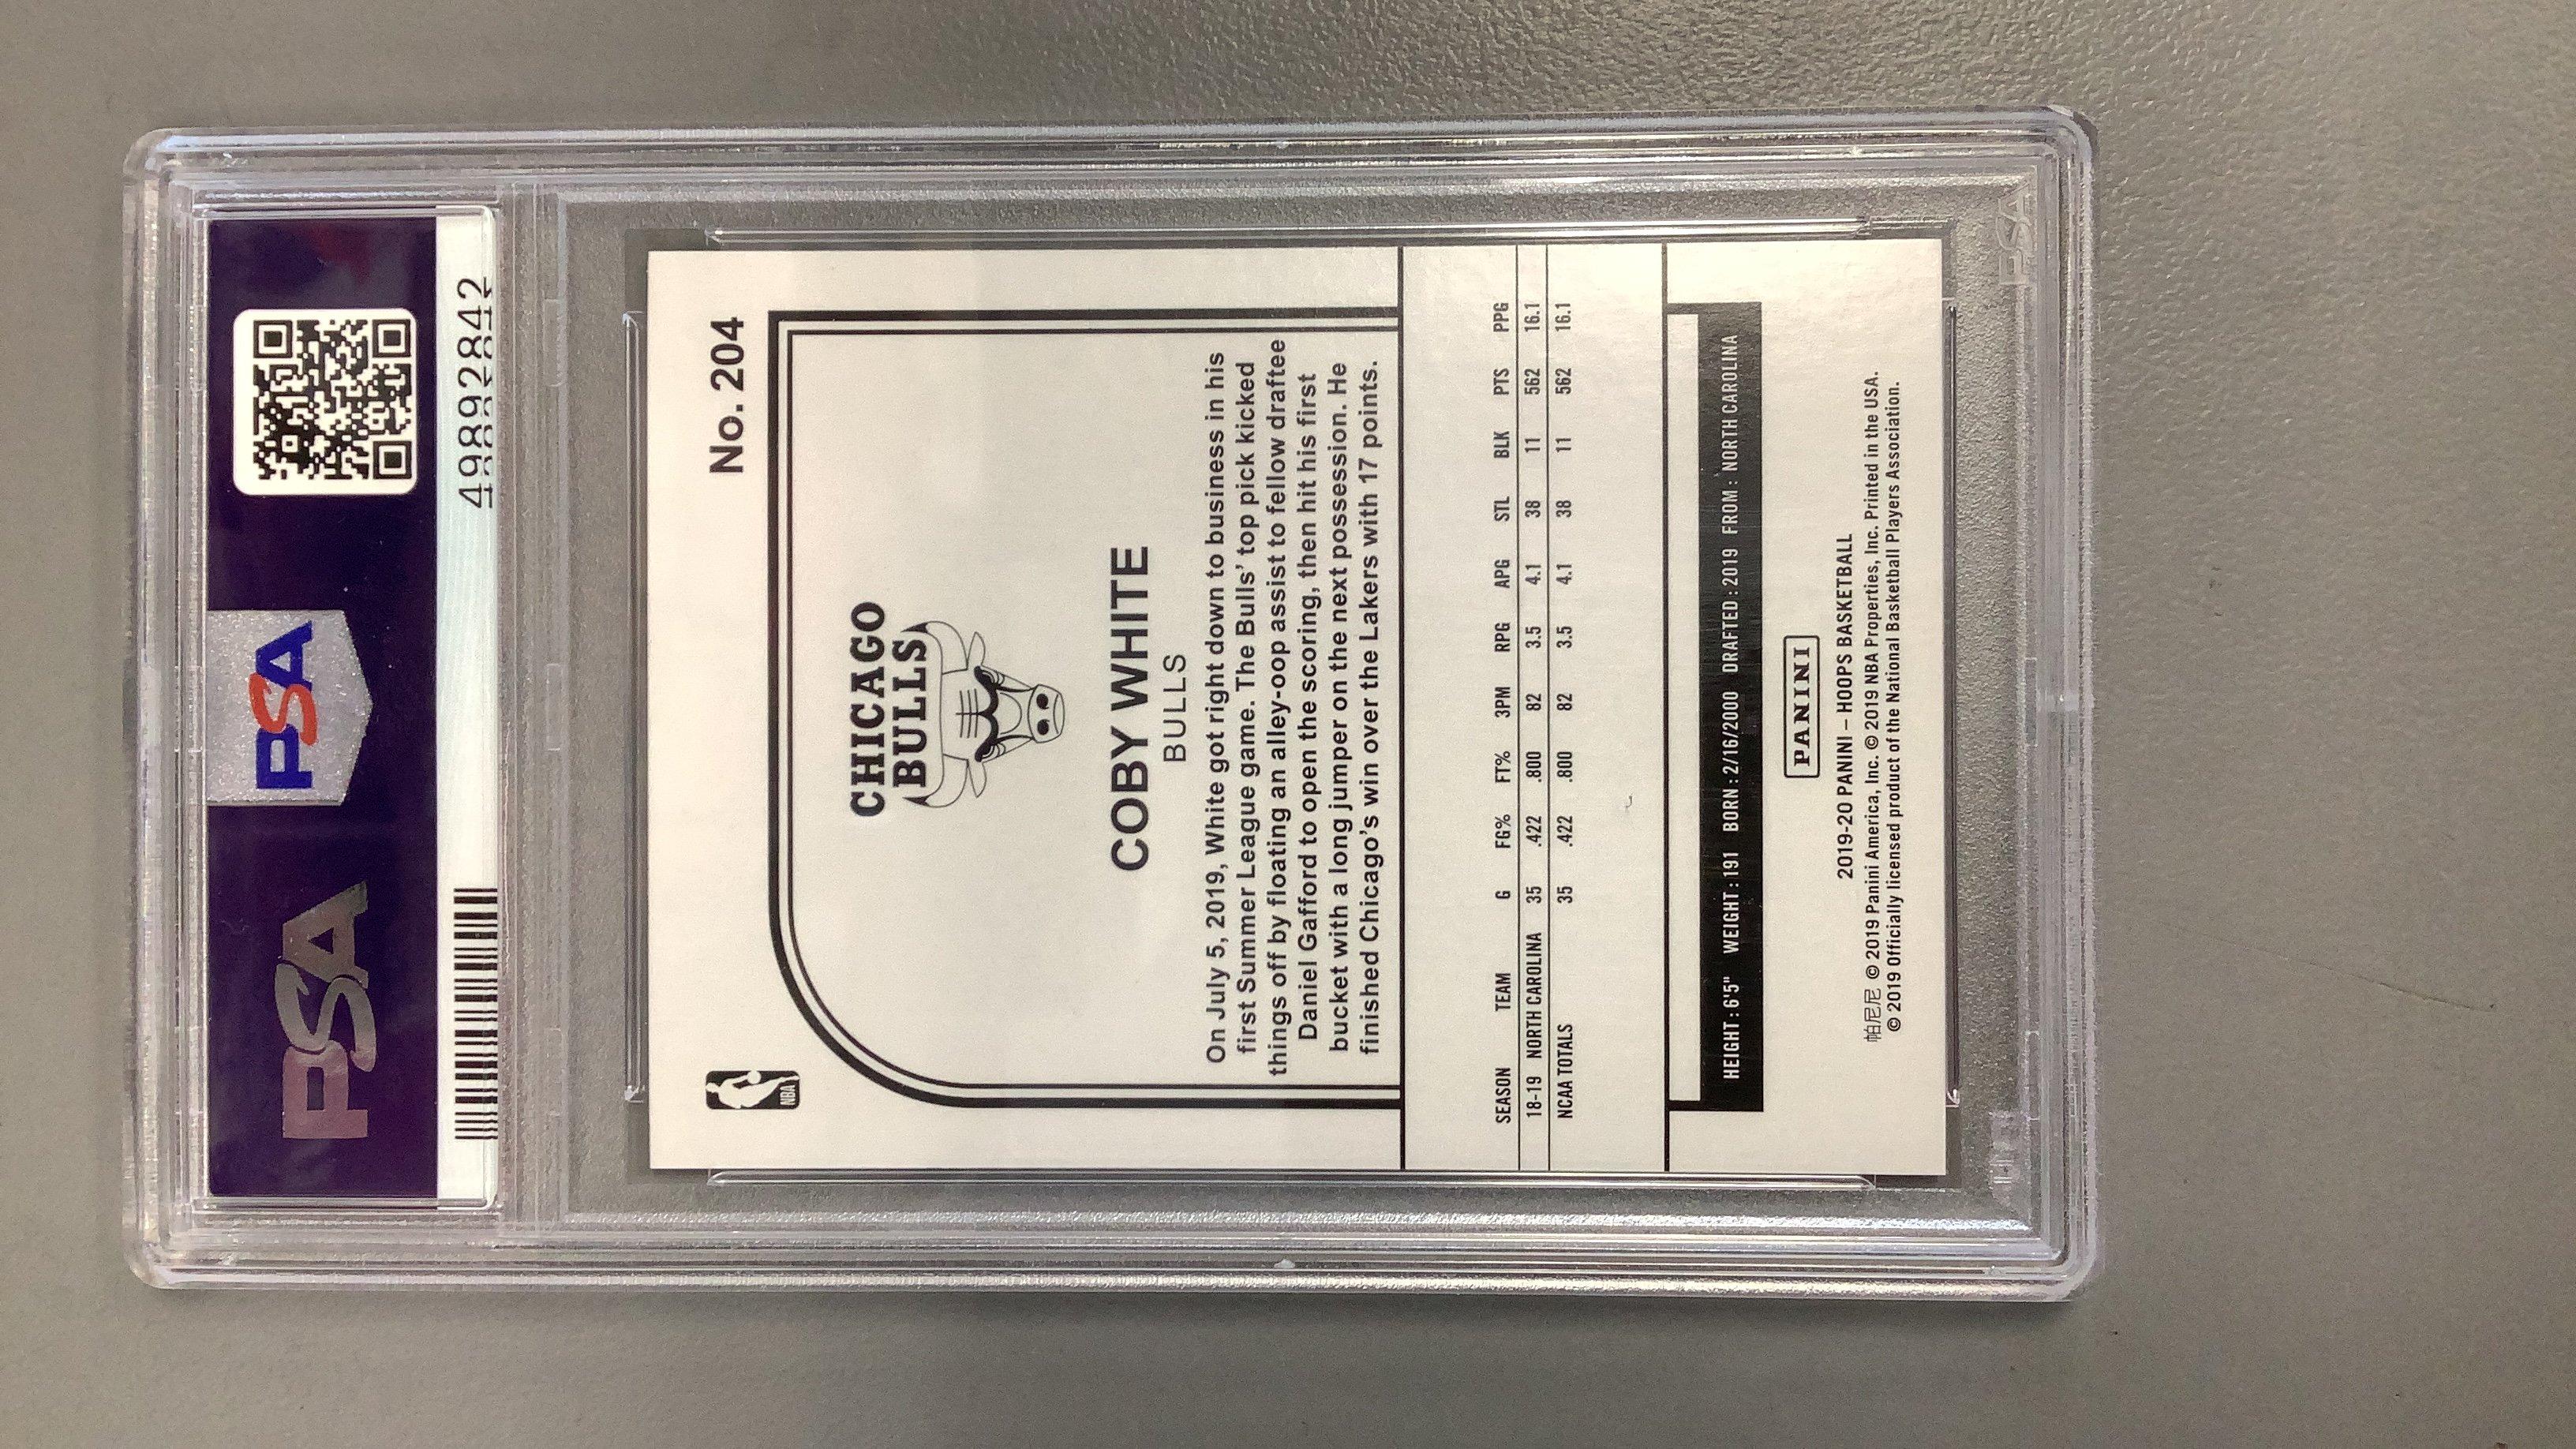 PSA
PSA
49892842
No. 204
NBA
CHICAGO
BULLS
COBY WHITE
BULLS
On July 5, 2019, White got right down to business in his
first Summer League game. The Bulls' top pick kicked
things off by floating an alley-oop assist to fellow draftee
Daniel Gafford to open the scoring, then hit his first
bucket with a long jumper on the next possession. He
finished Chicago's win over the Lakers with 17 points.
SEASON TEAM G FG% FT% 3PM RPG APG STL BLK PTS PPG
18-19 NORTH CAROLINA 35 .422 .800 82 3.5 4.1 38 11 562 16.1
NCAA TOTALS 35 .422 .800 82 3.5 4.1 38 11 562 16.1
HEIGHT: 6'5" WEIGHT: 191 BORN: 2/16/2000 DRAFTED: 2019 FROM: NORTH CAROLINA
PANINI
2019-20 PANINI – HOOPS BASKETBALL
帕尼尼 © 2019 Panini America, Inc. © 2019 NBA Properties, Inc. Printed in the USA.
© 2019 Officially licensed product of the National Basketball Players Association.
PSA